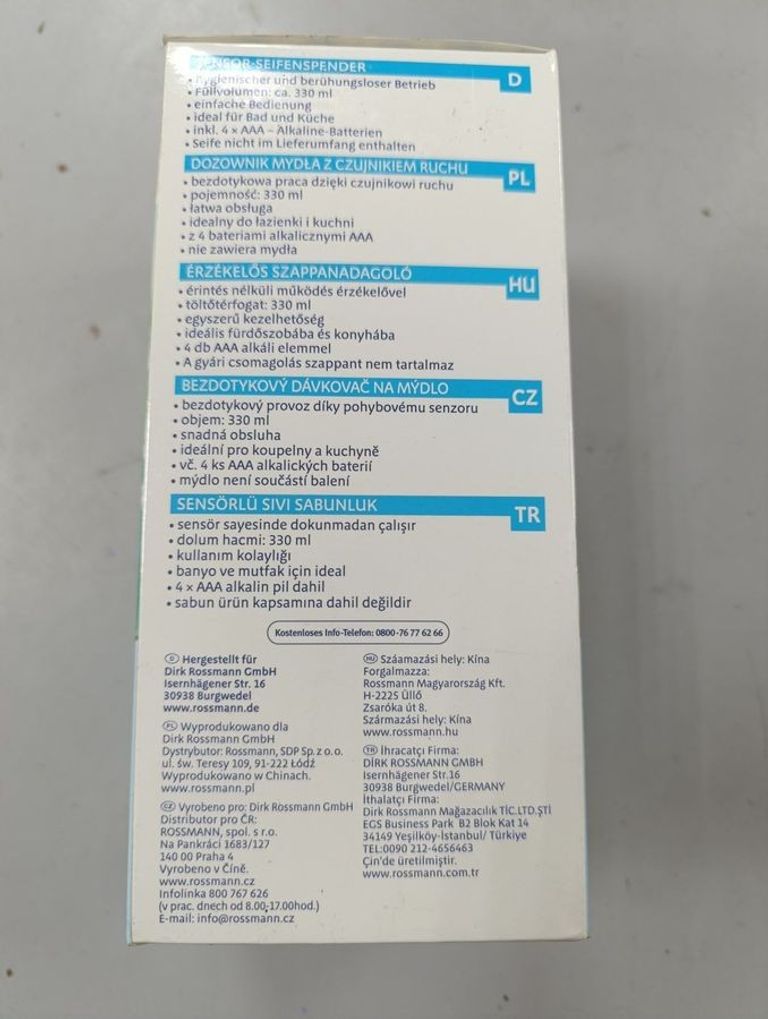 SENSOR-SEIFENSPENDER
D
• hygienischer und berühungsloser Betrieb
• Füllvolumen: ca. 330 ml
• einfache Bedienung
• ideal für Bad und Küche
• inkl. 4 x AAA – Alkaline-Batterien
• Seife nicht im Lieferumfang enthalten
DOZOWNIK MYDŁA Z CZUJNIKIEM RUCHU
PL
• bezdotykowa praca dzięki czujnikowi ruchu
• pojemność: 330 ml
• łatwa obsługa
• idealny do łazienki i kuchni
• z 4 bateriami alkalicznymi AAA
• nie zawiera mydła
ÉRZÉKELŐS SZAPPANADAGOLÓ
HU
• érintés nélküli működés érzékelővel
• töltőtérfogat: 330 ml
• egyszerű kezelhetőség
• ideális fürdőszobába és konyhába
• 4 db AAA alkáli elemmel
• A gyári csomagolás szappant nem tartalmaz
BEZDOTYKOVÝ DÁVKOVAČ NA MÝDLO
CZ
• bezdotykový provoz díky pohybovému senzoru
• objem: 330 ml
• snadná obsluha
• ideální pro koupelny a kuchyně
• vč. 4 ks AAA alkalických baterií
• mýdlo není součástí balení
SENSÖRLÜ SIVI SABUNLUK
TR
• sensör sayesinde dokunmadan çalışır
• dolum hacmi: 330 ml
• kullanım kolaylığı
• banyo ve mutfak için ideal
• 4 x AAA alkalin pil dahil
• sabun ürün kapsamına dahil değildir
Kostenloses Info-Telefon: 0800-76 77 62 66
D Hergestellt für
Dirk Rossmann GmbH
Isernhägener Str. 16
30938 Burgwedel
www.rossmann.de
PL Wyprodukowano dla
Dirk Rossmann GmbH
Dystrybutor: Rossmann, SDP Sp. z o.o.
ul. św. Teresy 109, 91-222 Łódź
Wyprodukowano w Chinach.
www.rossmann.pl
CZ Vyrobeno pro: Dirk Rossmann GmbH
Distributor pro ČR:
ROSSMANN, spol. s r.o.
Na Pankráci 1683/127
140 00 Praha 4
Vyrobeno v Číně.
www.rossmann.cz
Infolinka 800 767 626
(v prac. dnech od 8.00-17.00hod.)
E-mail: info@rossmann.cz
HU Száamazási hely: Kína
Forgalmazza:
Rossmann Magyarország Kft.
H-2225 Üllő
Zsaróka út 8.
Származási hely: Kína
www.rossmann.hu
TR İhracatçı Firma:
DİRK ROSSMANN GMBH
Isernhägener Str.16
30938 Burgwedel/GERMANY
İthalatçı Firma:
Dirk Rossmann Mağazacılık TİC.LTD.ŞTİ
EGS Business Park B2 Blok Kat 14
34149 Yeşilköy-İstanbul/ Türkiye
TEL:0090 212-4656463
Çin'de üretilmiştir.
www.rossmann.com.tr